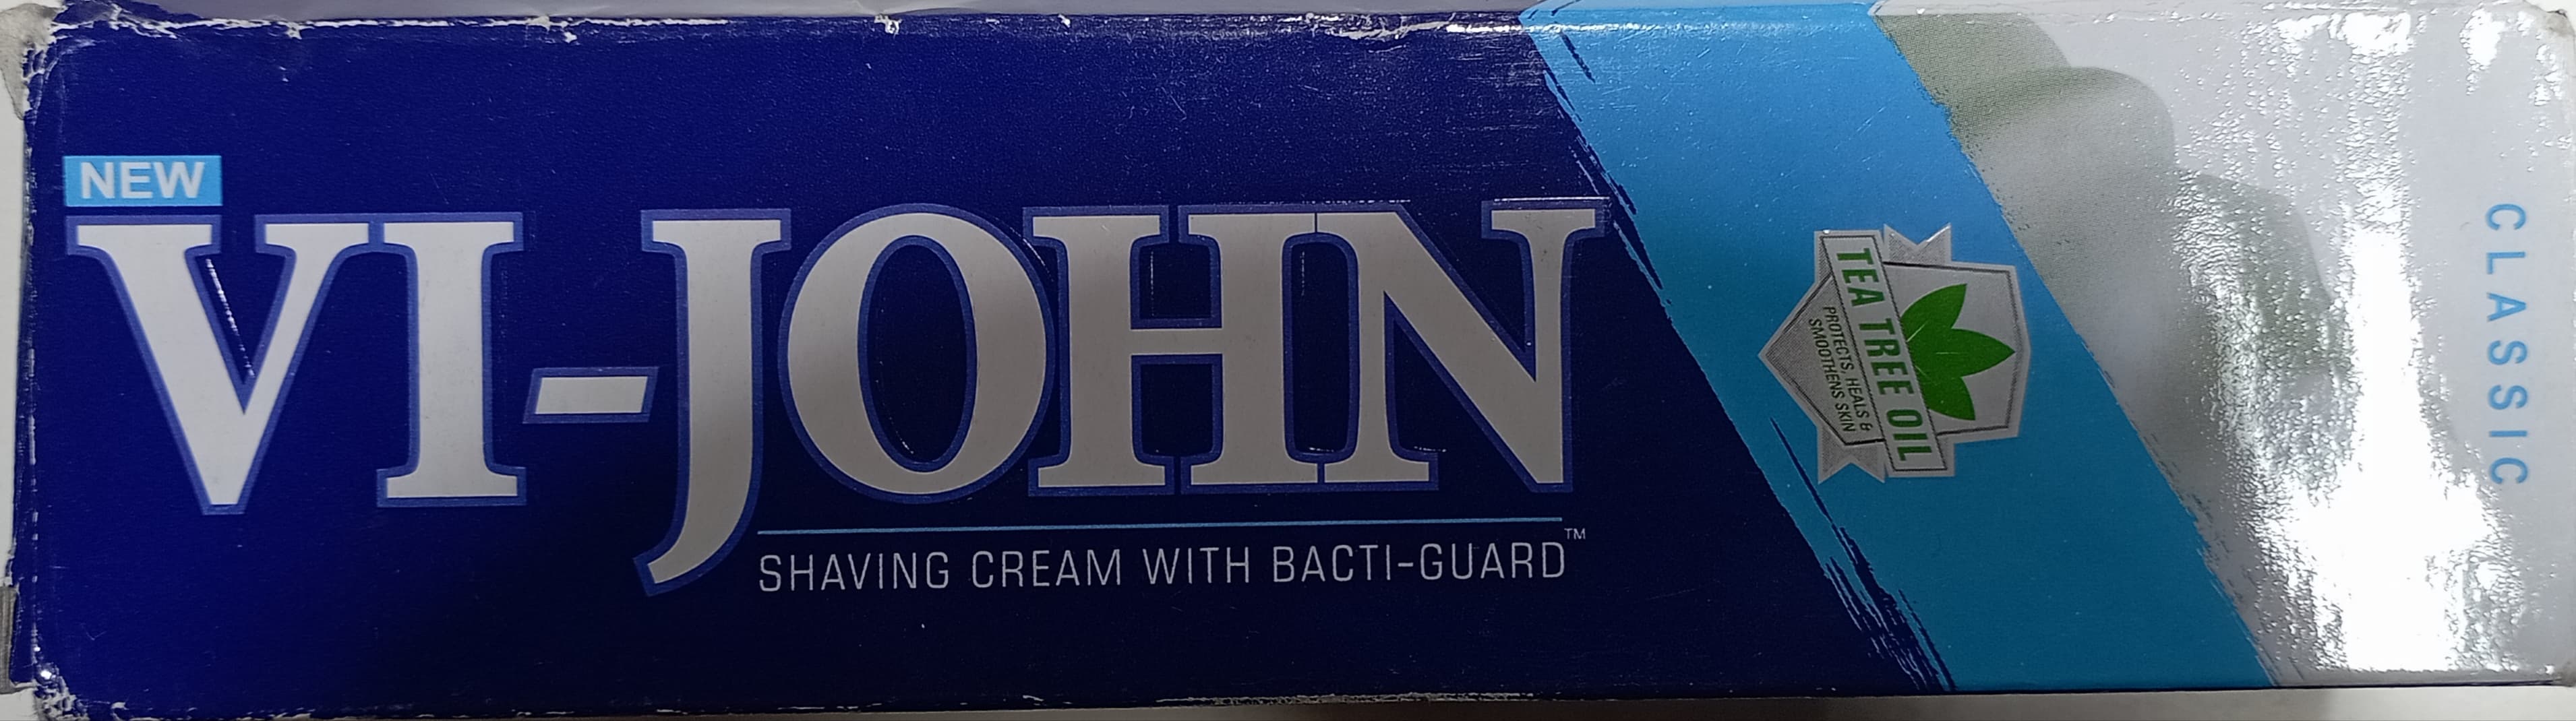 NEW
VI-JOHN
SHAVING CREAM WITH BACTI-GUARD™
TEA TREE OIL
PROTECTS, HEALS &
SMOOTHENS SKIN
CLASSIC